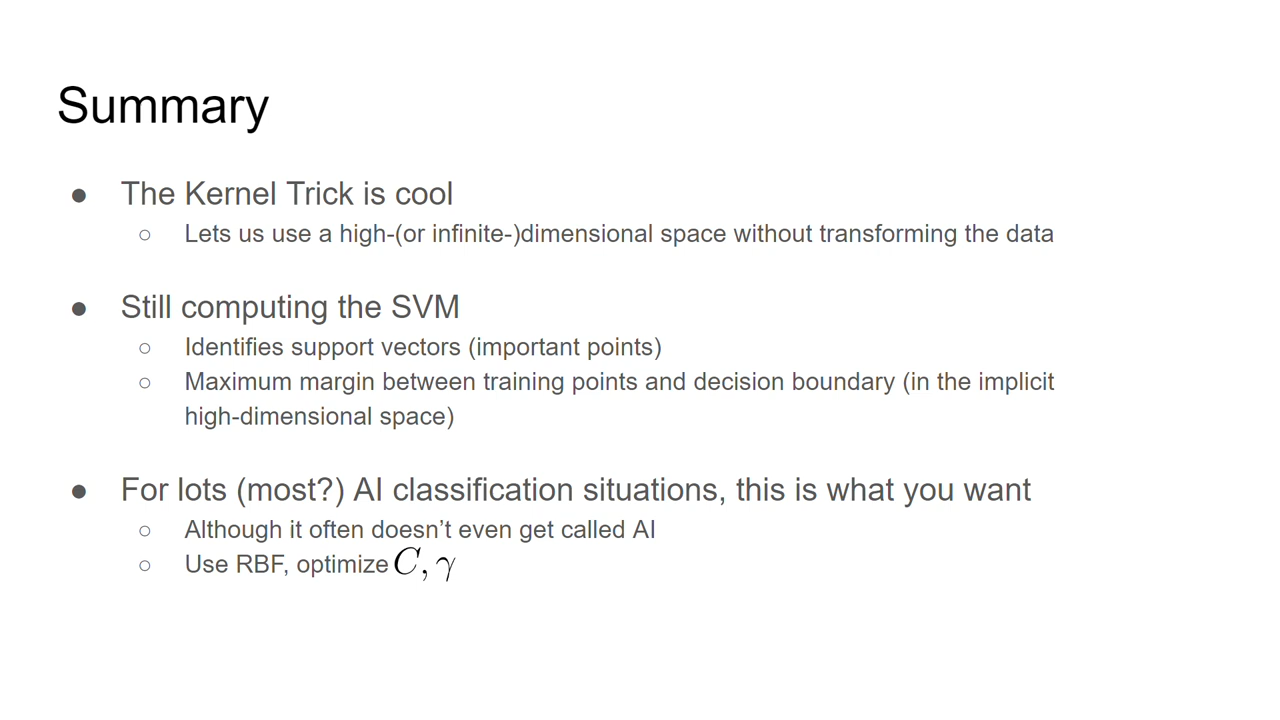 Summary
● The Kernel Trick is cool
○ Lets us use a high-(or infinite-)dimensional space without transforming the data
● Still computing the SVM
○ Identifies support vectors (important points)
○ Maximum margin between training points and decision boundary (in the implicit
high-dimensional space)
● For lots (most?) AI classification situations, this is what you want
○ Although it often doesn’t even get called AI
○ Use RBF, optimize C, γ